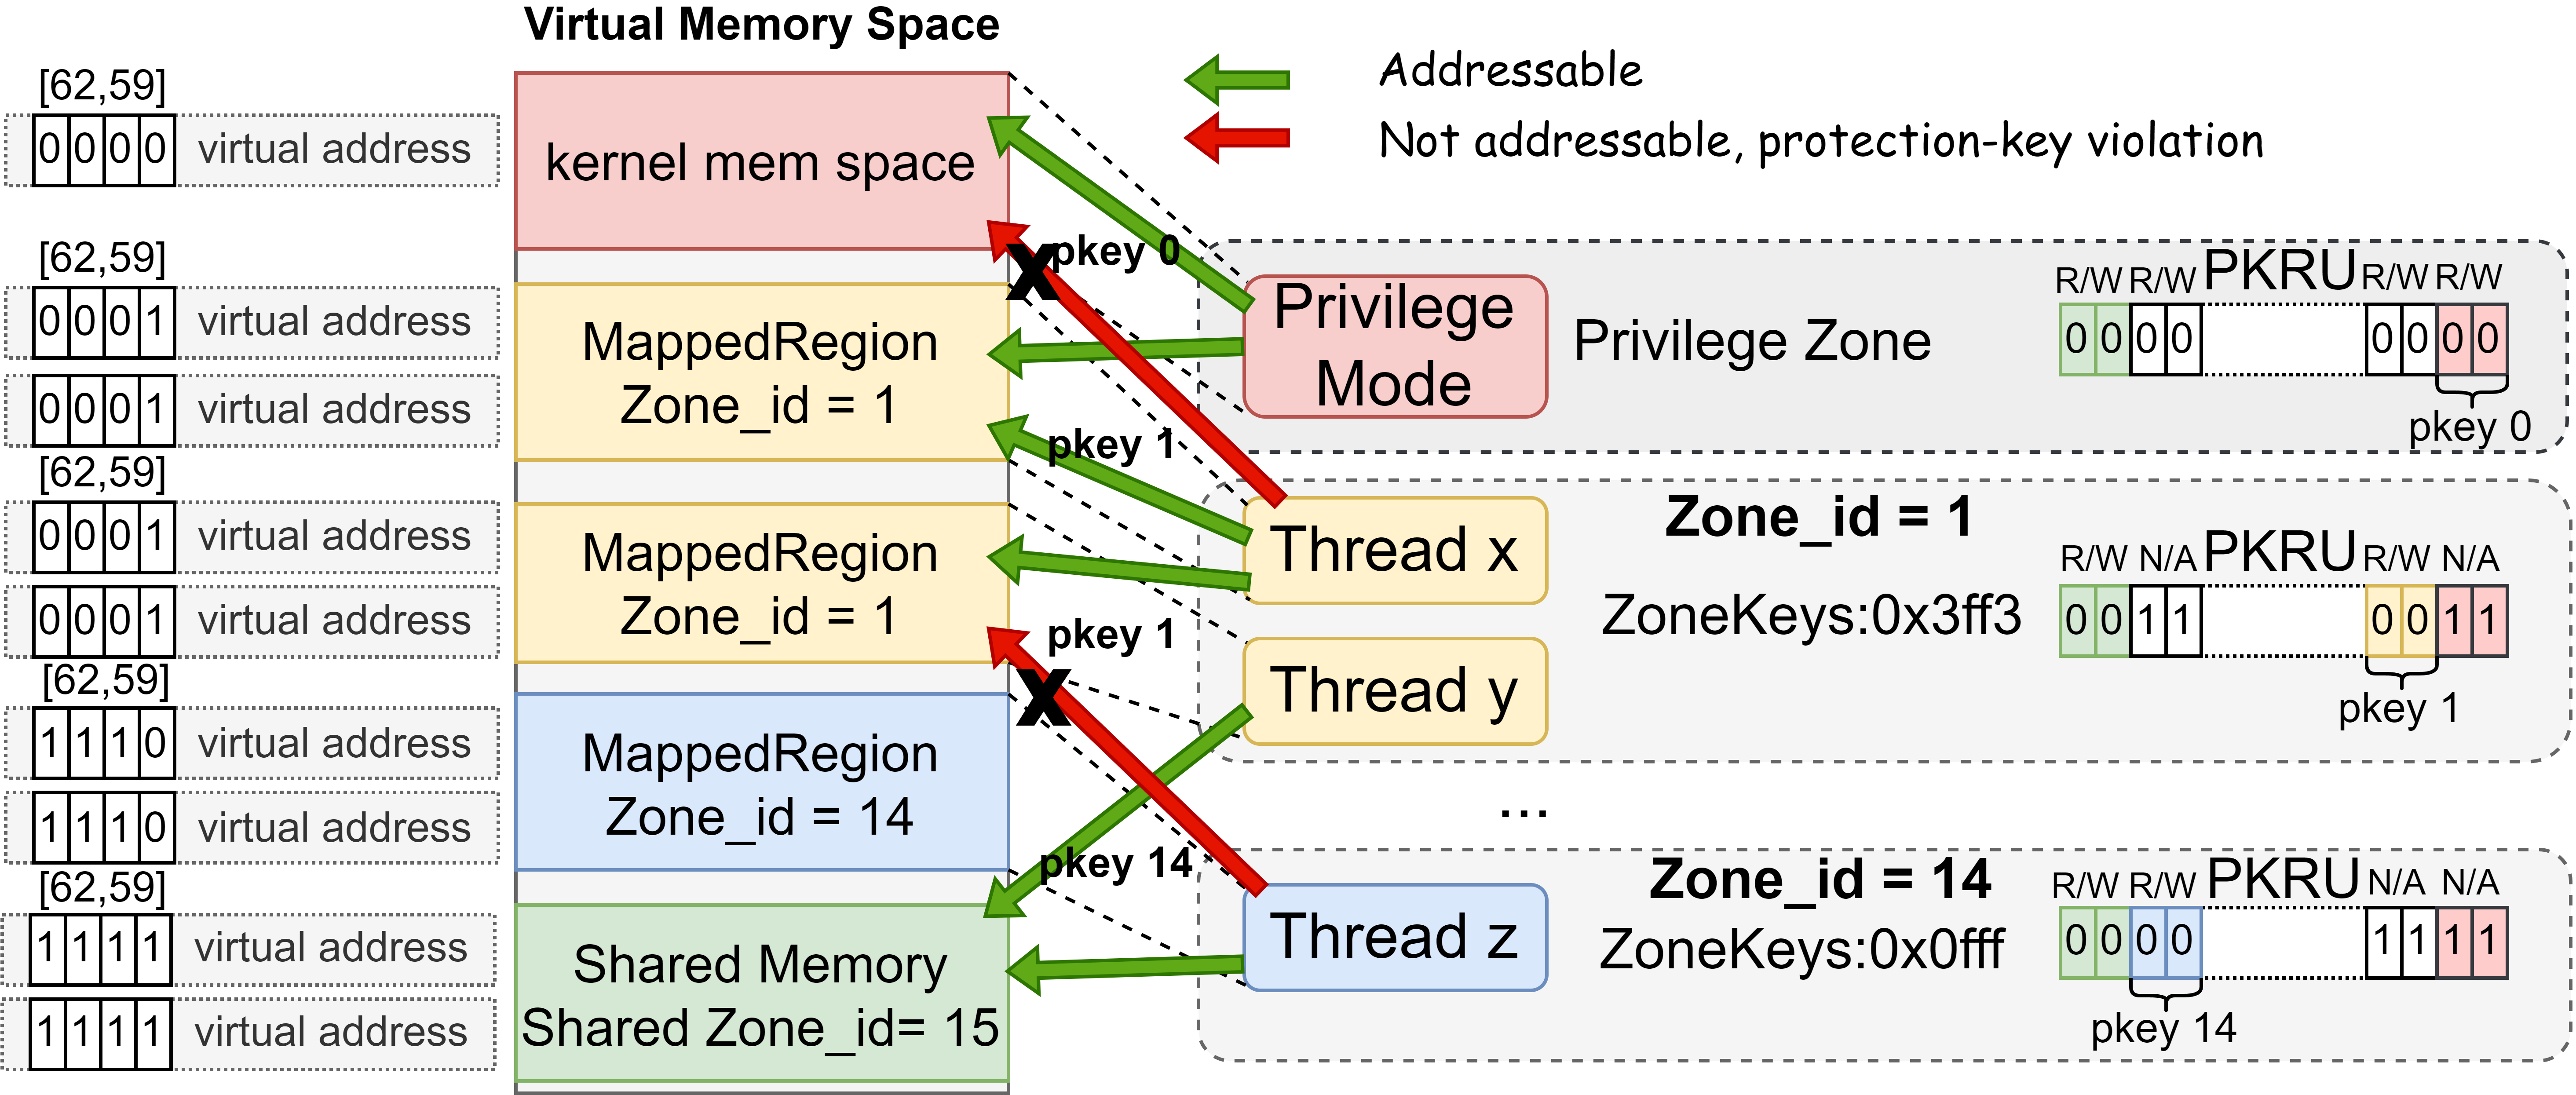 Virtual Memory Space
[62,59]
0 0 0 0 virtual address
[62,59]
0 0 0 1 virtual address
0 0 0 1 virtual address
[62,59]
0 0 0 1 virtual address
0 0 0 1 virtual address
[62,59]
1 1 1 0 virtual address
1 1 1 0 virtual address
[62,59]
1 1 1 1 virtual address
1 1 1 1 virtual address
kernel mem space
MappedRegion
Zone_id = 1
MappedRegion
Zone_id = 1
MappedRegion
Zone_id = 14
Shared Memory
Shared Zone_id= 15
Addressable
Not addressable, protection-key violation
X
pkey 0
pkey 1
pkey 1
X
pkey 14
Privilege
Mode
Privilege Zone
R/W R/W PKRU R/W R/W
0 0 0 0 0 0 0 0
pkey 0
Thread x
Thread y
Zone_id = 1
ZoneKeys:0x3ff3
R/W N/A PKRU R/W N/A
0 0 1 1 0 0 1 1
pkey 1
...
Thread z
Zone_id = 14
ZoneKeys:0x0fff
R/W R/W PKRU N/A N/A
0 0 0 0 1 1 1 1
pkey 14